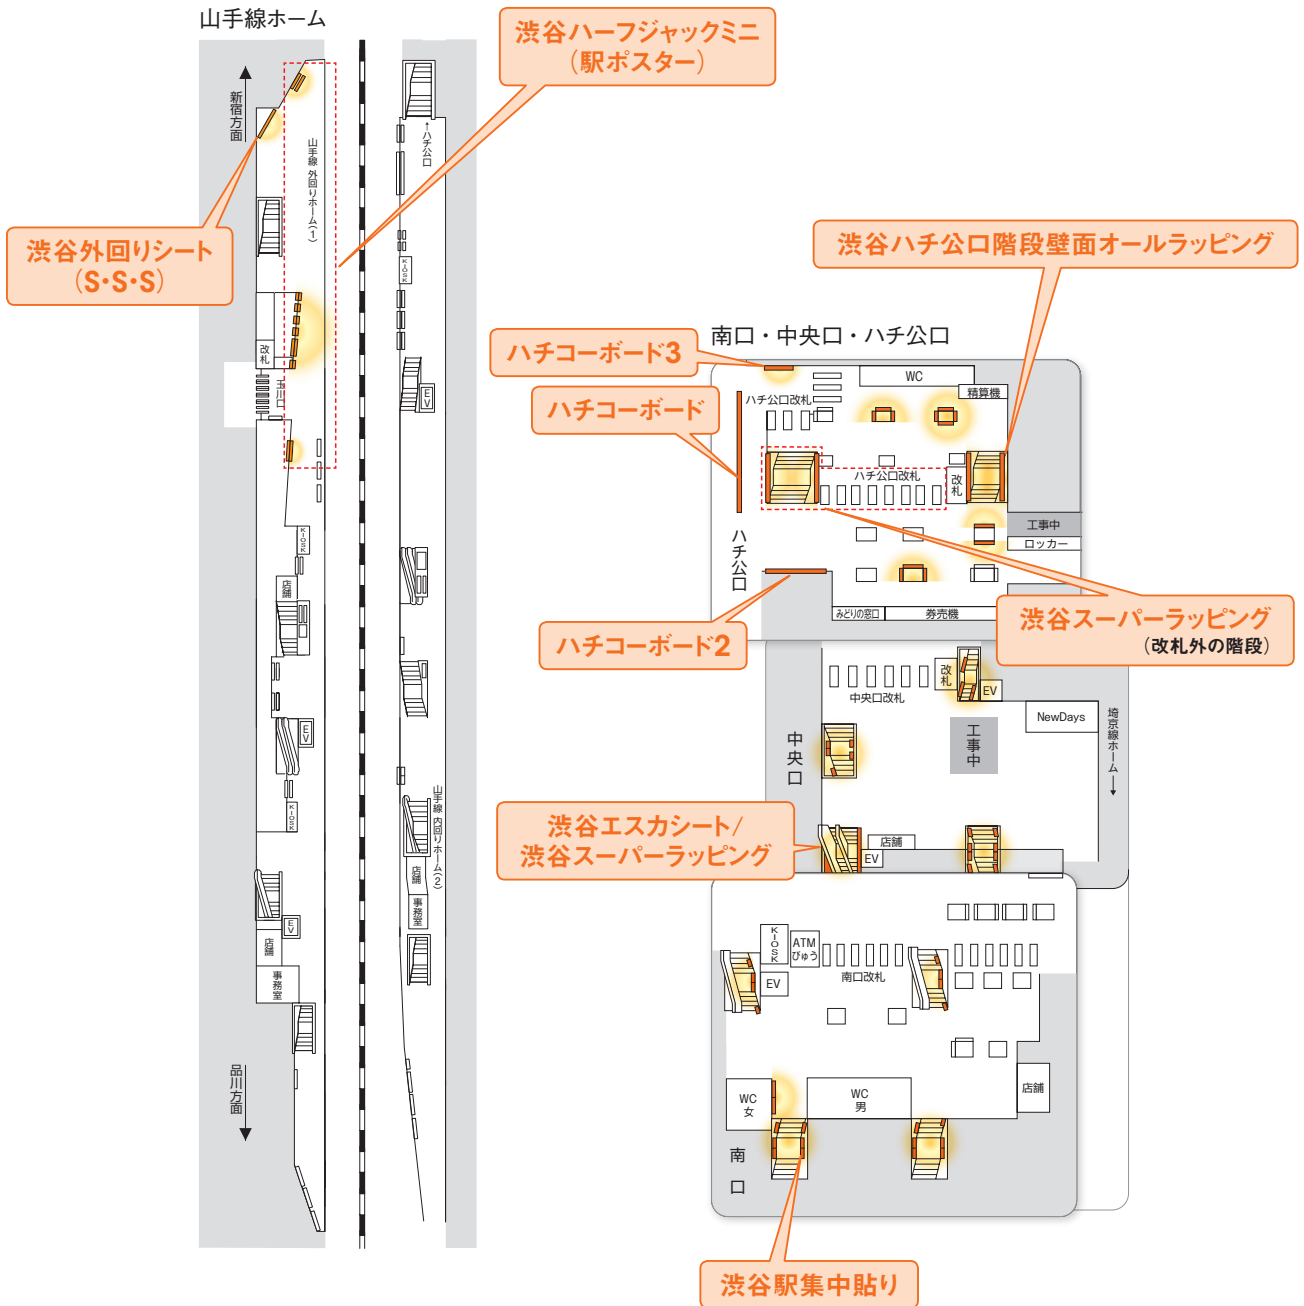 山手線ホーム
渋谷ハーフジャックミニ
（駅ポスター）
新宿方面
山手線 外回りホーム(1)
←ハチ公口
渋谷外回りシート
（S・S・S）
KIOSK
改札
玉川口
EV
KIOSK
店舗
EV
KIOSK
山手線 内回りホーム(2)
店舗
事務室
EV
店舗
事務室
品川方面
渋谷ハチ公口階段壁面オールラッピング
南口・中央口・ハチ公口
ハチコーボード3
ハチコーボード
WC
精算機
ハチ公口改札
ハチ公口改札
改札
工事中
ロッカー
ハチ公口
みどりの窓口
券売機
ハチコーボード2
渋谷スーパーラッピング
（改札外の階段）
改札
EV
中央口改札
NewDays
工事中
中央口
埼京線ホーム→
渋谷エスカシート/
渋谷スーパーラッピング
店舗
EV
KIOSK
ATM
びゅう
南口改札
EV
WC
女
WC
男
店舗
南口
渋谷駅集中貼り